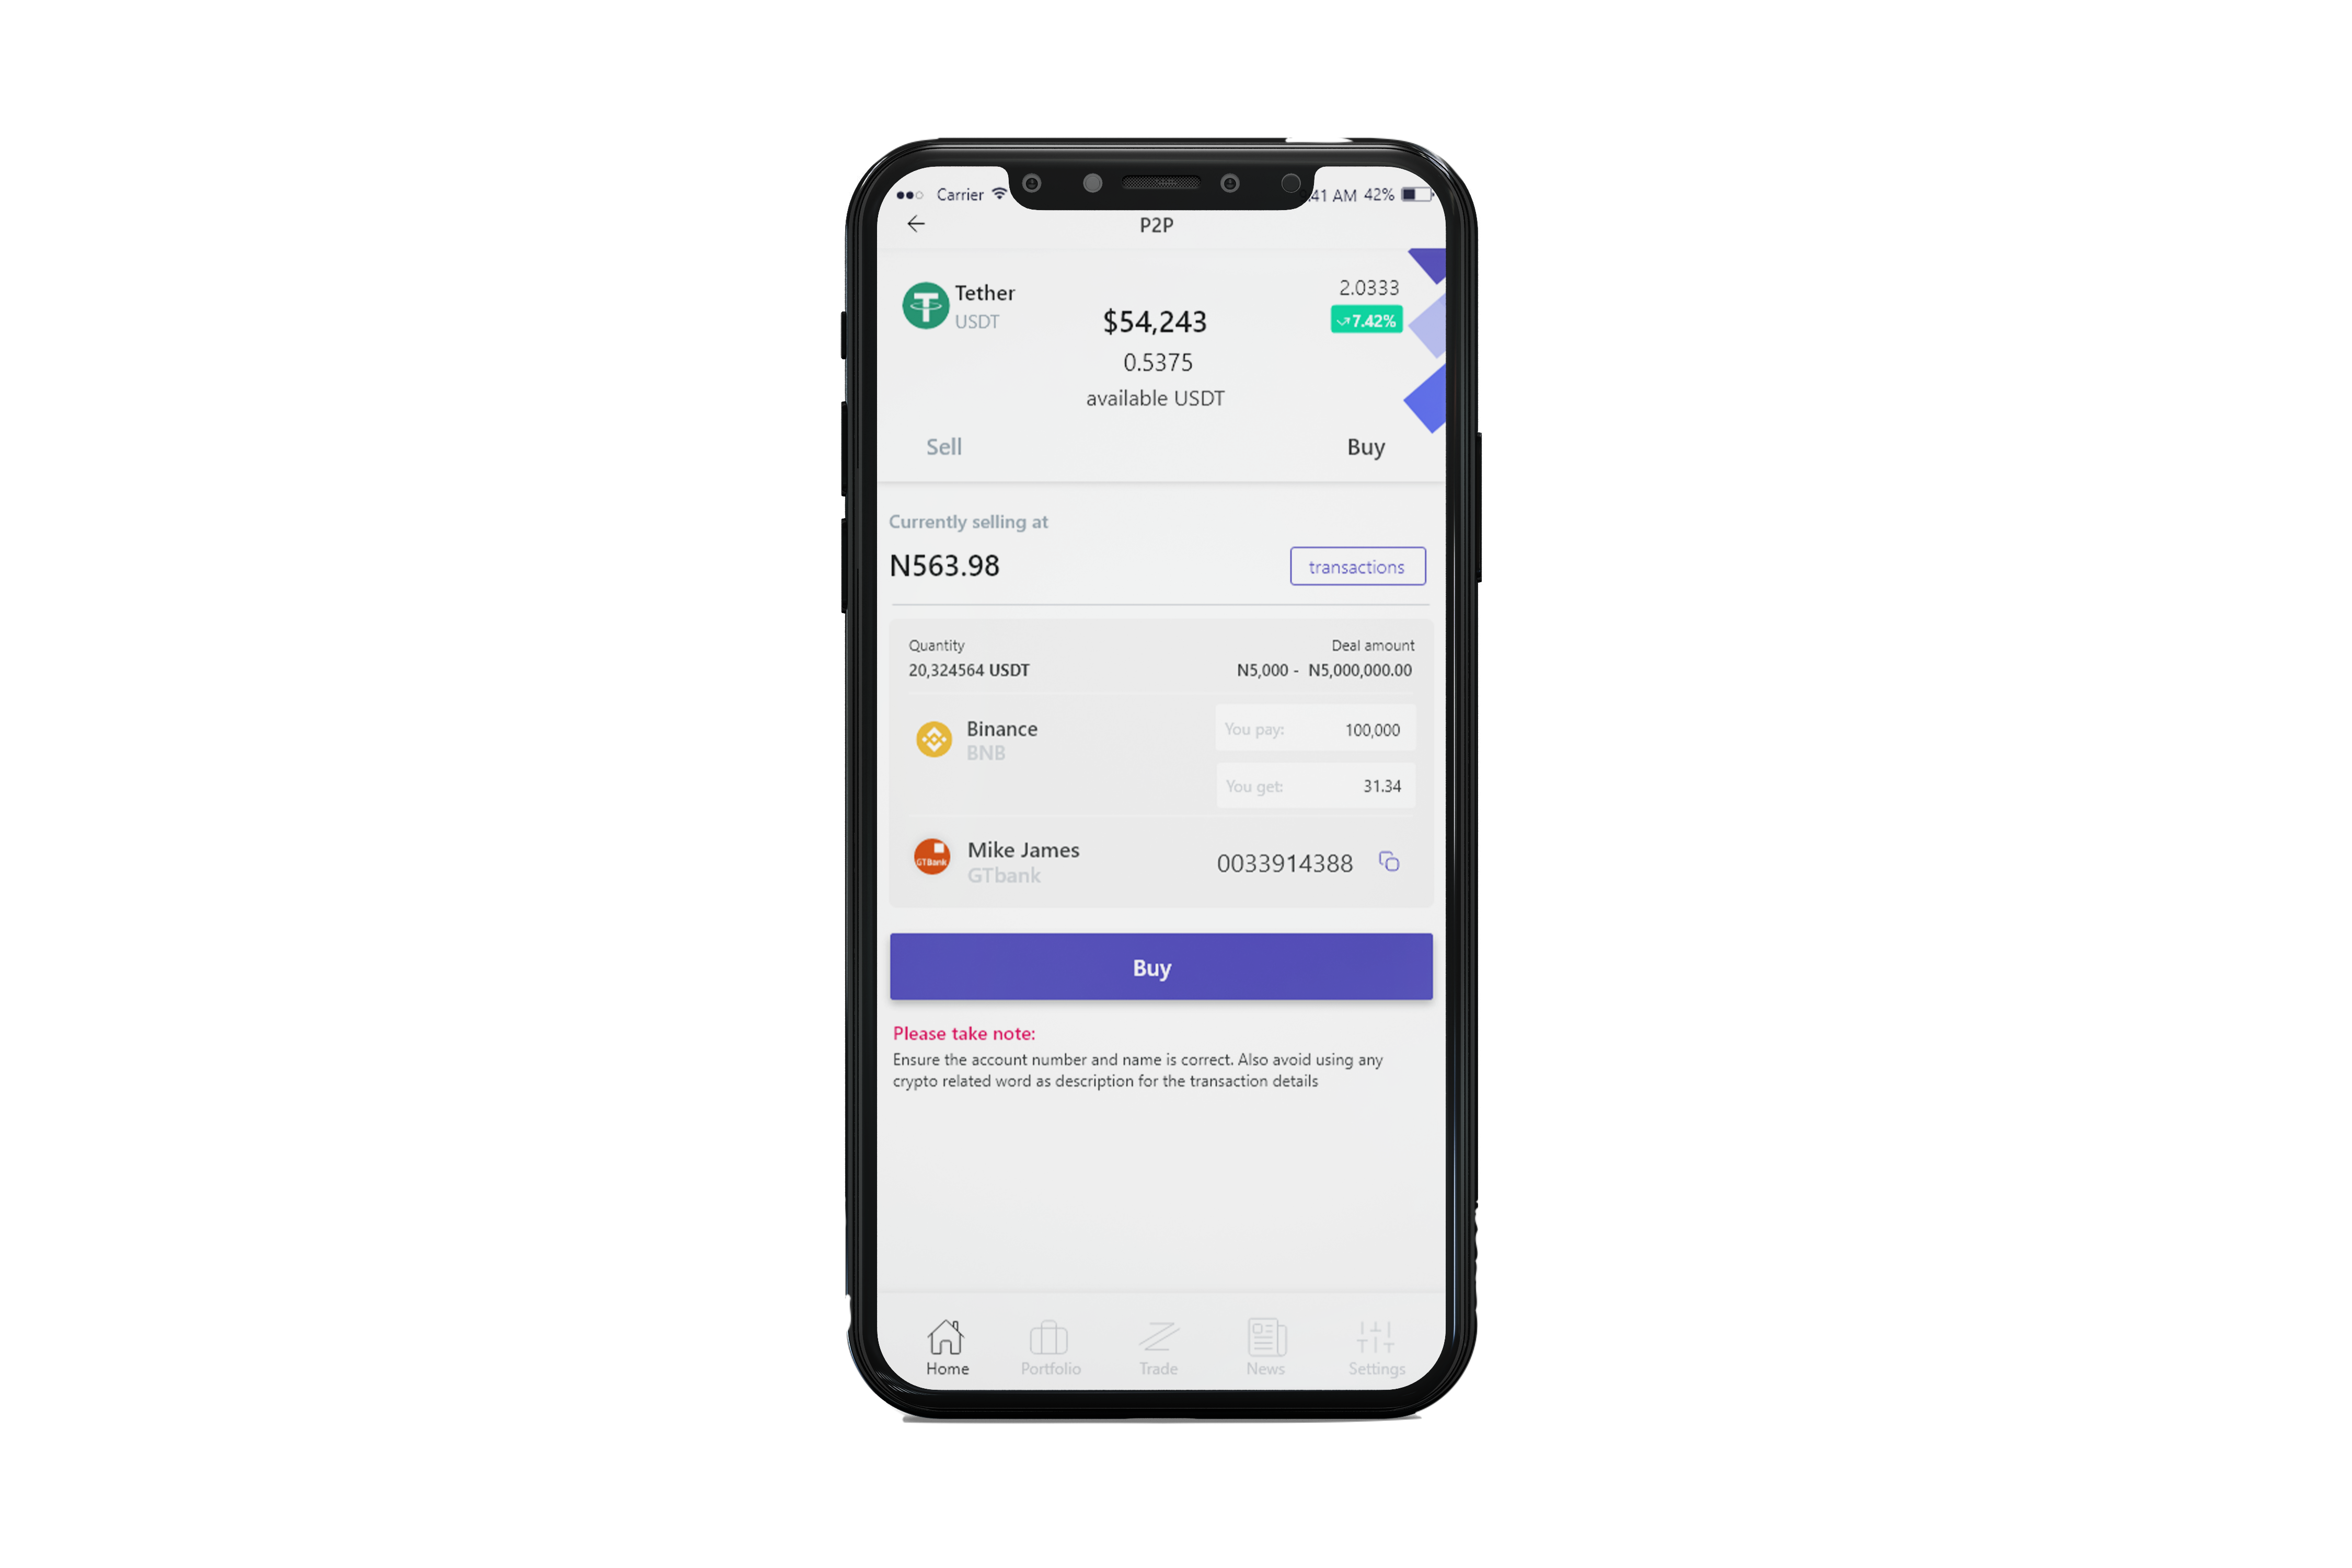 Carrier
41 AM 42%
P2P
Tether
USDT
2.0333
7.42%
$54,243
0.5375
available USDT
Sell
Buy
Currently selling at
N563.98
transactions
Quantity
Deal amount
20,324564 USDT
N5,000 - N5,000,000.00
Binance
BNB
You pay: 100,000
You get: 31.34
GTBank
Mike James
GTbank
0033914388
Buy
Please take note:
Ensure the account number and name is correct. Also avoid using any
crypto related word as description for the transaction details
Home
Portfolio
Trade
News
Settings